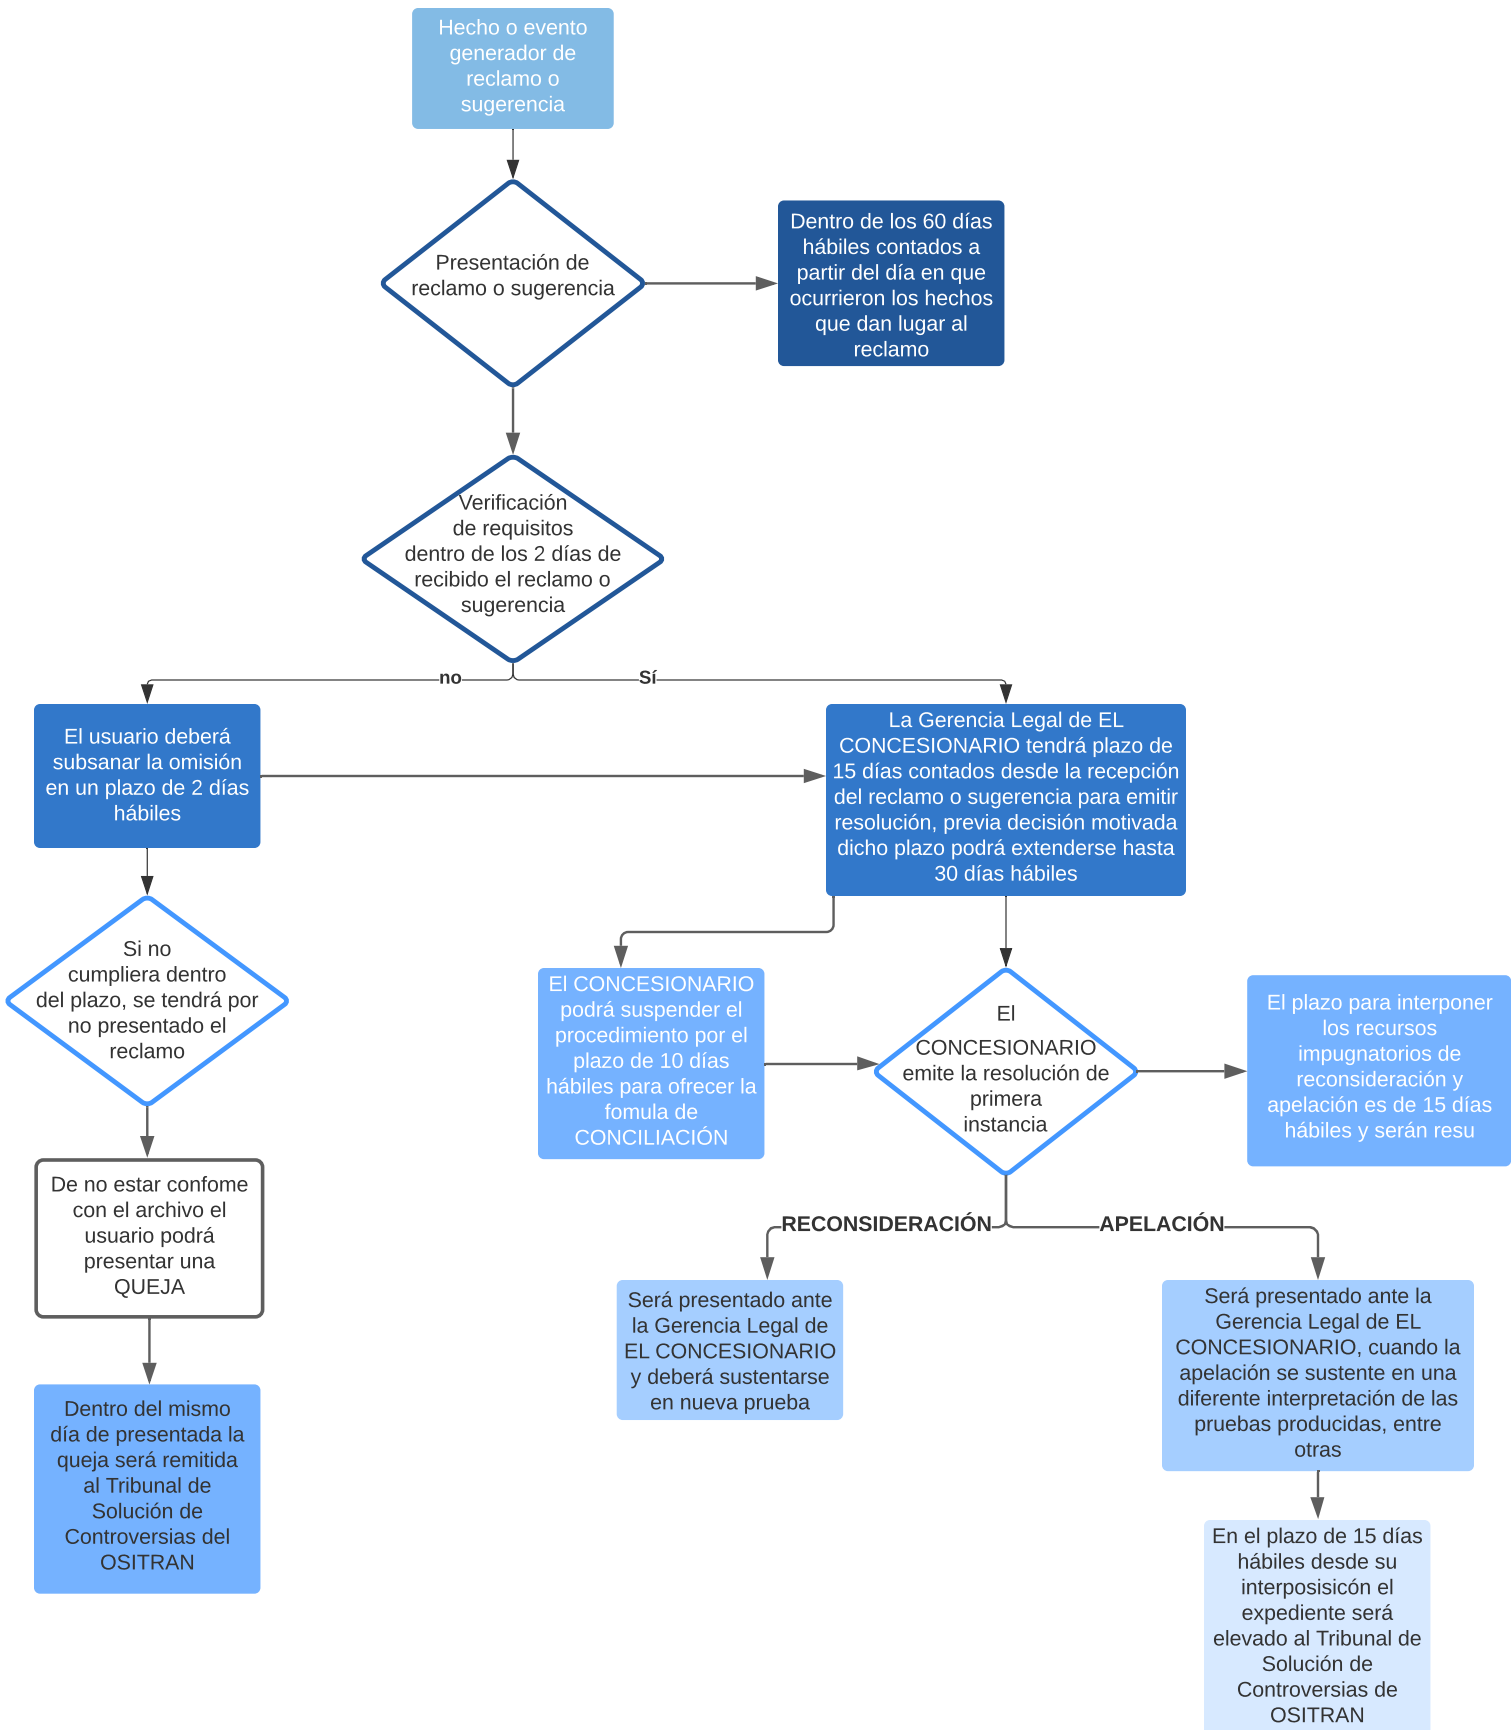 Hecho o evento
generador de
reclamo o
sugerencia
Presentación de
reclamo o sugerencia
Dentro de los 60 días
hábiles contados a
partir del día en que
ocurrieron los hechos
que dan lugar al
reclamo
Verificación
de requisitos
dentro de los 2 días de
recibido el reclamo o
sugerencia
no
Sí
El usuario deberá
subsanar la omisión
en un plazo de 2 días
hábiles
La Gerencia Legal de EL
CONCESIONARIO tendrá plazo de
15 días contados desde la recepción
del reclamo o sugerencia para emitir
resolución, previa decisión motivada
dicho plazo podrá extenderse hasta
30 días hábiles
Si no
cumpliera dentro
del plazo, se tendrá por
no presentado el
reclamo
El CONCESIONARIO
podrá suspender el
procedimiento por el
plazo de 10 días
hábiles para ofrecer la
fomula de
CONCILIACIÓN
El
CONCESIONARIO
emite la resolución de
primera
instancia
El plazo para interponer
los recursos
impugnatorios de
reconsideración y
apelación es de 15 días
hábiles y serán resu
De no estar confome
con el archivo el
usuario podrá
presentar una
QUEJA
RECONSIDERACIÓN
APELACIÓN
Será presentado ante
la Gerencia Legal de
EL CONCESIONARIO
y deberá sustentarse
en nueva prueba
Será presentado ante la
Gerencia Legal de EL
CONCESIONARIO, cuando la
apelación se sustente en una
diferente interpretación de las
pruebas producidas, entre
otras
Dentro del mismo
día de presentada la
queja será remitida
al Tribunal de
Solución de
Controversias del
OSITRAN
En el plazo de 15 días
hábiles desde su
interposisicón el
expediente será
elevado al Tribunal de
Solución de
Controversias de
OSITRAN